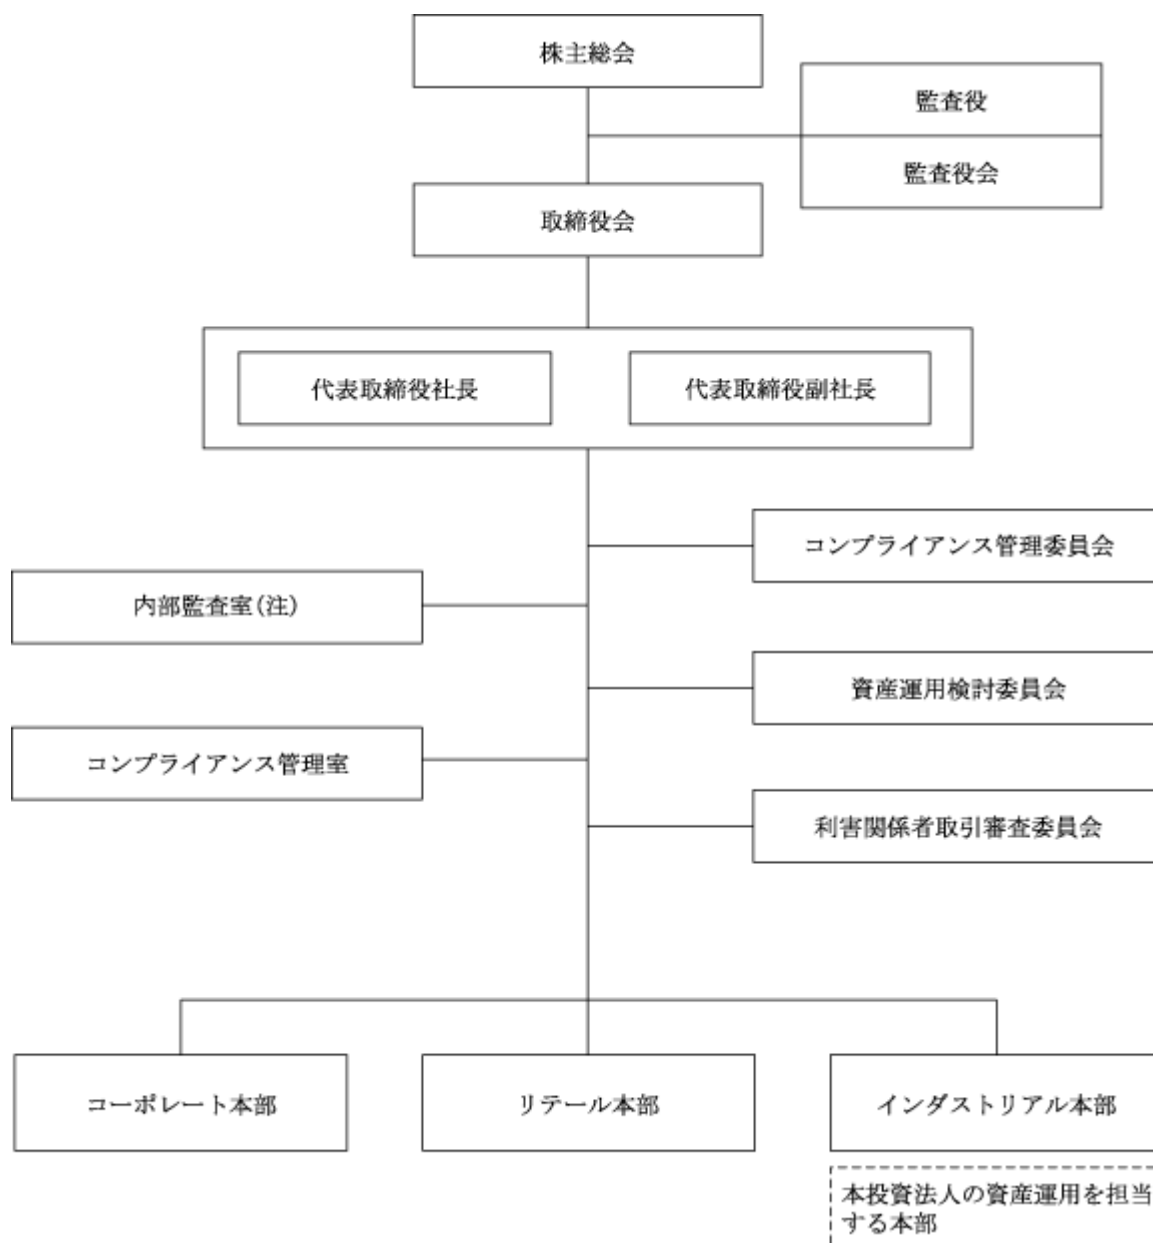 株主総会
監査役
監査役会
取締役会
代表取締役社長
代表取締役副社長
コンプライアンス管理委員会
内部監査室(注)
資産運用検討委員会
コンプライアンス管理室
利害関係者取引審査委員会
コーポレート本部
リテール本部
インダストリアル本部
本投資法人の資産運用を担当
する本部